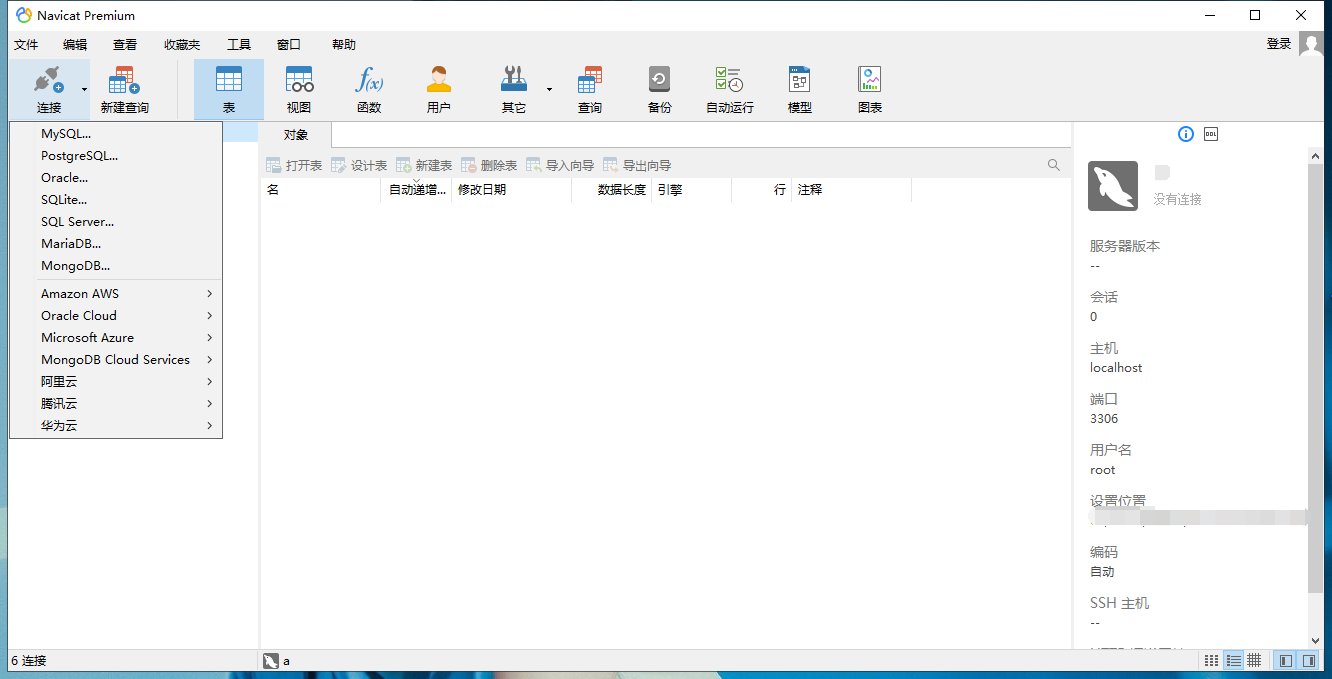 Navicat Premium
文件 编辑 查看 收藏夹 工具 窗口 帮助 登录
连接 新建查询 表 视图 函数 用户 其它 查询 备份 自动运行 模型 图表
f(x)
MySQL...
PostgreSQL...
Oracle...
SQLite...
SQL Server...
MariaDB...
MongoDB...
Amazon AWS
Oracle Cloud
Microsoft Azure
MongoDB Cloud Services
阿里云
腾讯云
华为云
对象
打开表 设计表 新建表 删除表 导入向导 导出向导
名 自动递增... 修改日期 数据长度 引擎 行 注释
DDL
没有连接
服务器版本
--
会话
0
主机
localhost
端口
3306
用户名
root
设置位置
编码
自动
SSH 主机
--
6 连接 a